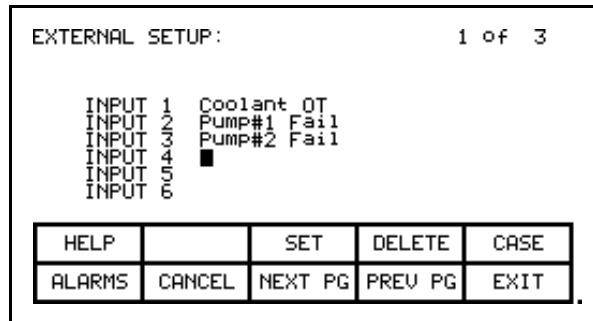 EXTERNAL SETUP: 1 of 3
INPUT 1 Coolant OT
INPUT 2 Pump#1 Fail
INPUT 3 Pump#2 Fail
INPUT 4
INPUT 5
INPUT 6
HELP SET DELETE CASE
ALARMS CANCEL NEXT PG PREV PG EXIT
.